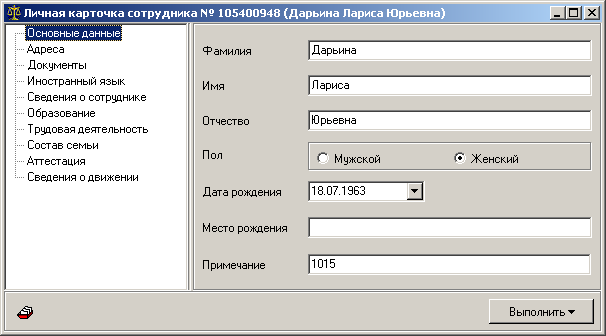 Личная карточка сотрудника № 105400948 (Дарьина Лариса Юрьевна)
Основные данные
Адреса
Документы
Иностранный язык
Сведения о сотруднике
Образование
Трудовая деятельность
Состав семьи
Аттестация
Сведения о движении
Фамилия Дарьина
Имя Лариса
Отчество Юрьевна
Пол Мужской Женский
Дата рождения 18.07.1963
Место рождения
Примечание 1015
Выполнить